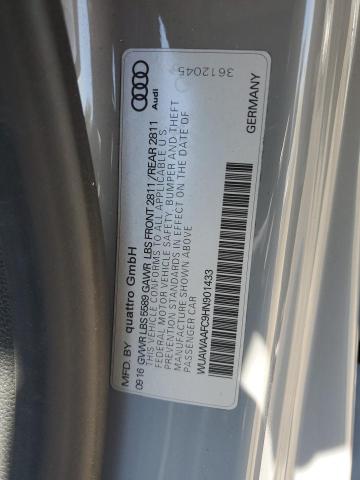 Audi
3612045
MFD. BY quattro GmbH
GERMANY
09 16 GVWR LBS 5589 GAWR LBS FRONT 2811 / REAR 2811
THIS VEHICLE CONFORMS TO ALL APPLICABLE U S
FEDERAL MOTOR VEHICLE SAFETY, BUMPER AND THEFT
PREVENTION STANDARDS IN EFFECT ON THE DATE OF
MANUFACTURE SHOWN ABOVE
PASSENGER CAR
WUAWAAFC9HN901433